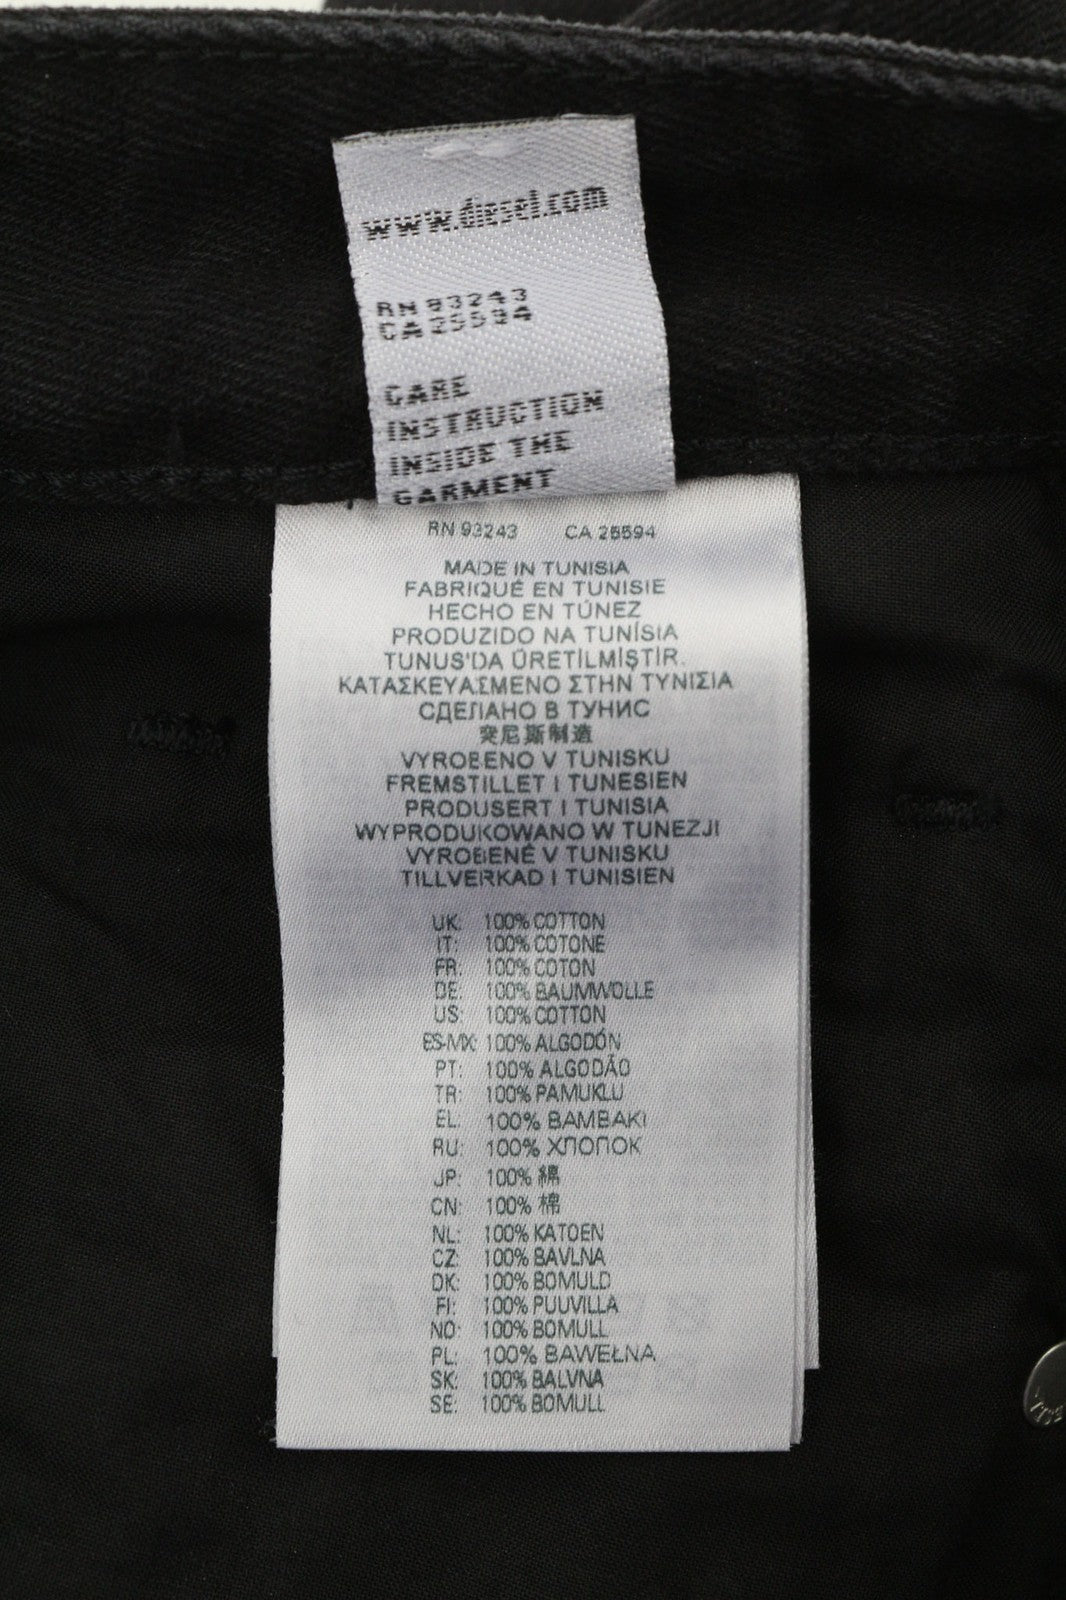 www.diesel.com
RN 93243
CA 25594
CARE
INSTRUCTION
INSIDE THE
GARMENT
RN 93243 CA 25594
MADE IN TUNISIA
FABRIQUÉ EN TUNISIE
HECHO EN TÚNEZ
PRODUZIDO NA TUNÍSIA
TUNUS'DA ÜRETİLMİŞTİR.
ΚΑΤΑΣΚΕΥΑΣΜΕΝΟ ΣΤΗΝ ΤΥΝΙΣΙΑ
СДЕЛАНО В ТУНИС
突尼斯制造
VYROBENO V TUNISKU
FREMSTILLET I TUNESIEN
PRODUSERT I TUNISIA
WYPRODUKOWANO W TUNEZJI
VYROBENÉ V TUNISKU
TILLVERKAD I TUNISIEN
UK: 100% COTTON
IT: 100% COTONE
FR: 100% COTON
DE: 100% BAUMWOLLE
US: 100% COTTON
ES-MX: 100% ALGODÓN
PT: 100% ALGODÃO
TR: 100% PAMUKLU
EL: 100% ΒΑΜΒΑΚΙ
RU: 100% ХЛОПОК
JP: 100% 綿
CN: 100% 棉
NL: 100% KATOEN
CZ: 100% BAVLNA
DK: 100% BOMULD
FI: 100% PUUVILLA
NO: 100% BOMULL
PL: 100% BAWEŁNA
SK: 100% BALVNA
SE: 100% BOMULL